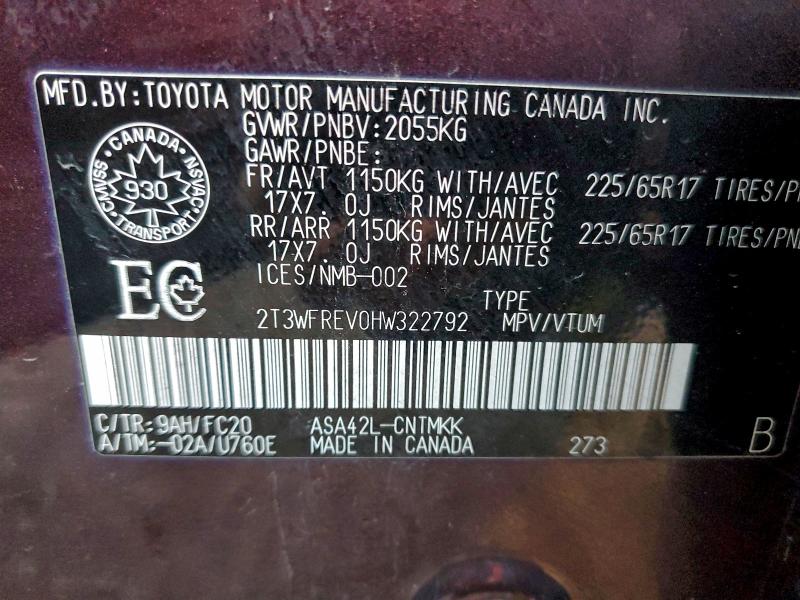 MFD.BY:TOYOTA MOTOR MANUFACTURING CANADA INC.
GVWR/PNBV:2055KG
GAWR/PNBE:
FR/AVT 1150KG WITH/AVEC 225/65R17 TIRES/P
17X7.0J RIMS/JANTES
RR/ARR 1150KG WITH/AVEC 225/65R17 TIRES/PN
17X7.0J RIMS/JANTES
ICES/NMB-002
CANADA
CMVSS NSVAC
930
TRANSPORT
EC
TYPE
2T3WFREV0HW322792 MPV/VTUM
C/TR:9AH/FC20 ASA42L-CNTMKK
A/TM:-02A/U760E MADE IN CANADA 273 B